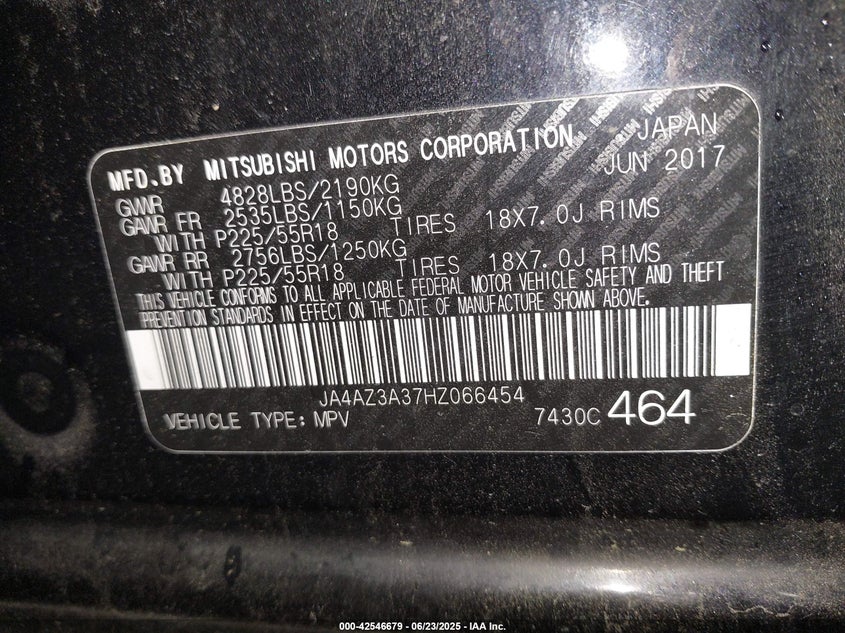 MFD.BY MITSUBISHI MOTORS CORPORATION JAPAN
JUN 2017
GVWR 4828LBS/2190KG
GAWR FR 2535LBS/1150KG
WITH P225/55R18 TIRES 18X7.0J RIMS
GAWR RR 2756LBS/1250KG
WITH P225/55R18 TIRES 18X7.0J RIMS
THIS VEHICLE CONFORMS TO ALL APPLICABLE FEDERAL MOTOR VEHICLE SAFETY AND THEFT
PREVENTION STANDARDS IN EFFECT ON THE DATE OF MANUFACTURE SHOWN ABOVE.
JA4AZ3A37HZ066454
VEHICLE TYPE: MPV 7430C 464
000-42546679 - 06/23/2025 - IAA Inc.